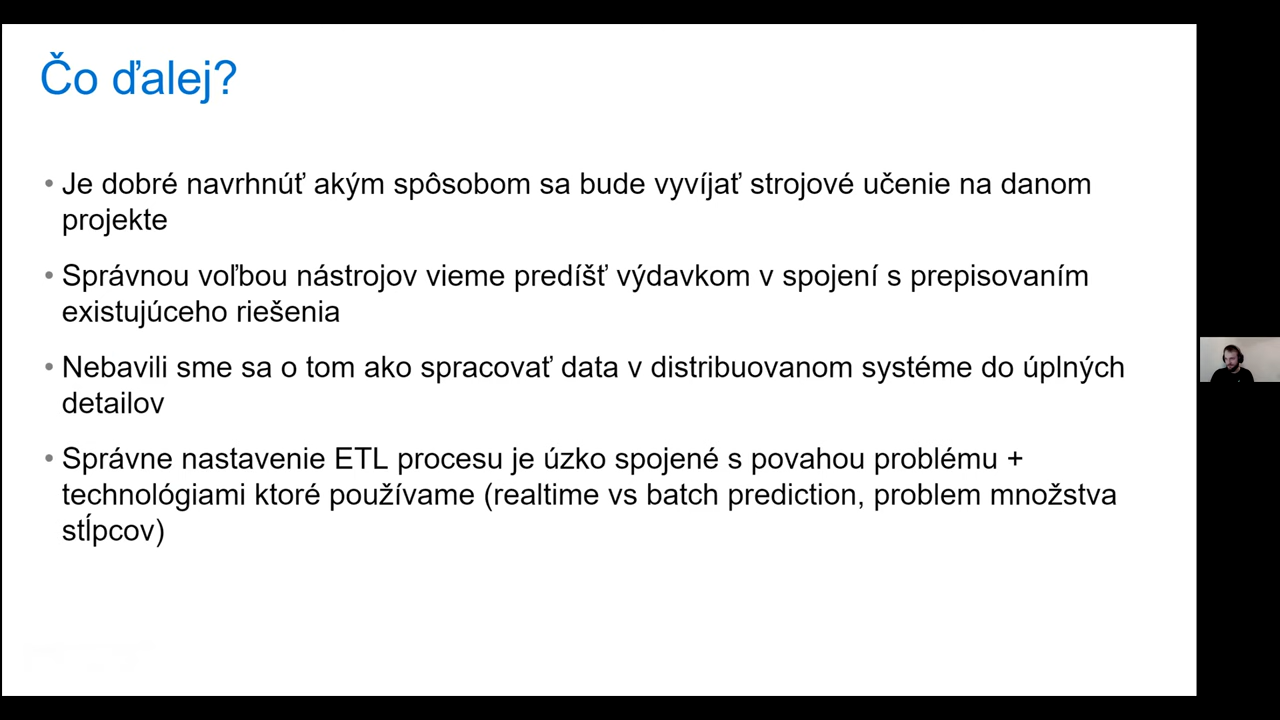 Čo ďalej?
• Je dobré navrhnúť akým spôsobom sa bude vyvíjať strojové učenie na danom
projekte
• Správnou voľbou nástrojov vieme predíšť výdavkom v spojení s prepisovaním
existujúceho riešenia
• Nebavili sme sa o tom ako spracovať data v distribuovanom systéme do úplných
detailov
• Správne nastavenie ETL procesu je úzko spojené s povahou problému +
technológiami ktoré používame (realtime vs batch prediction, problem množstva
stĺpcov)